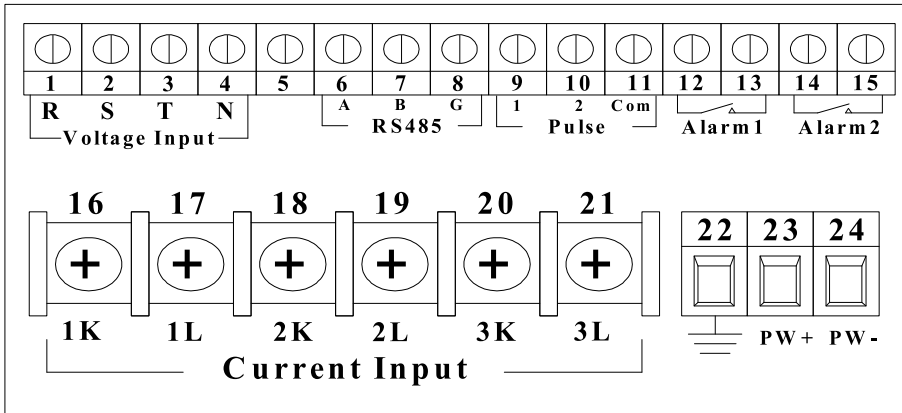 1 2 3 4 5 6 7 8 9 10 11 12 13 14 15
R S T N A B G 1 2 Com
Voltage Input RS485 Pulse Alarm1 Alarm2
16 17 18 19 20 21 22 23 24
1K 1L 2K 2L 3K 3L PW+ PW-
Current Input